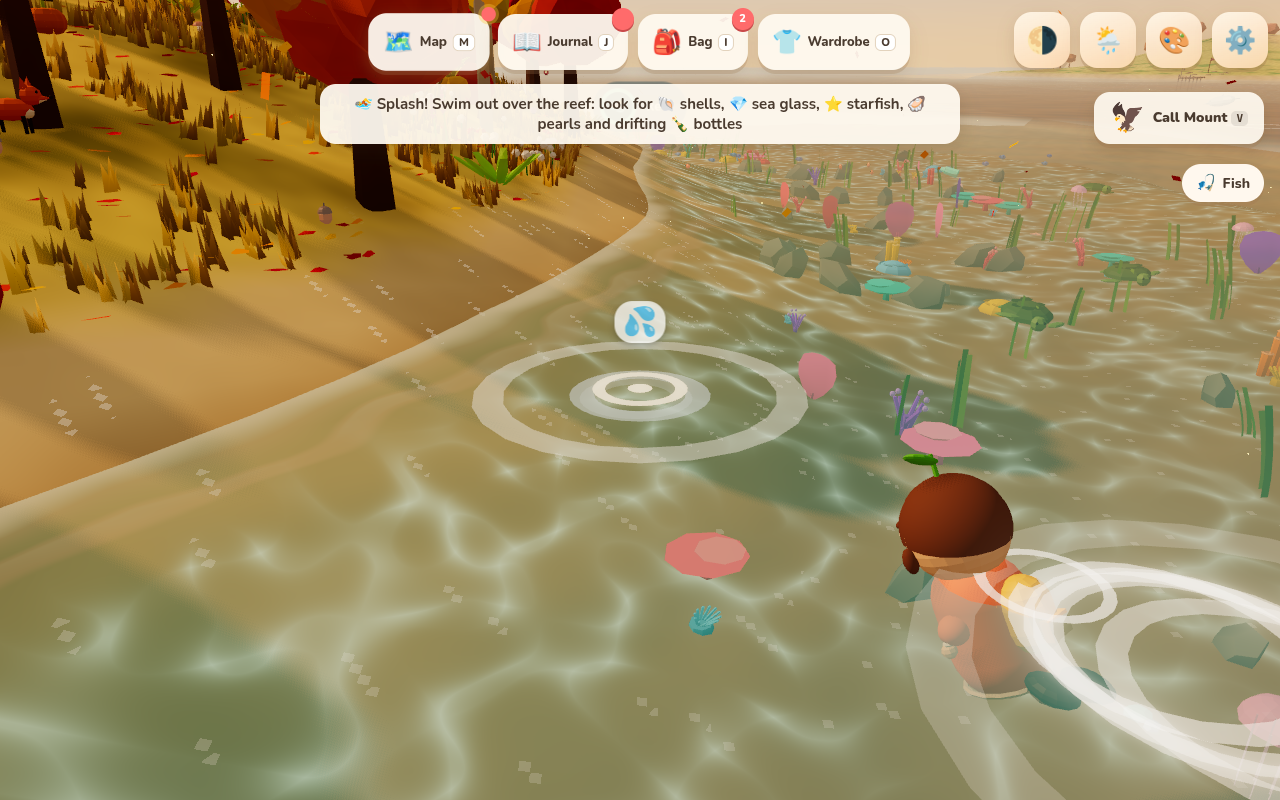 Map M
Journal J
Bag I
2
Wardrobe O
Splash! Swim out over the reef: look for shells, sea glass, starfish,
pearls and drifting bottles
Call Mount V
Fish